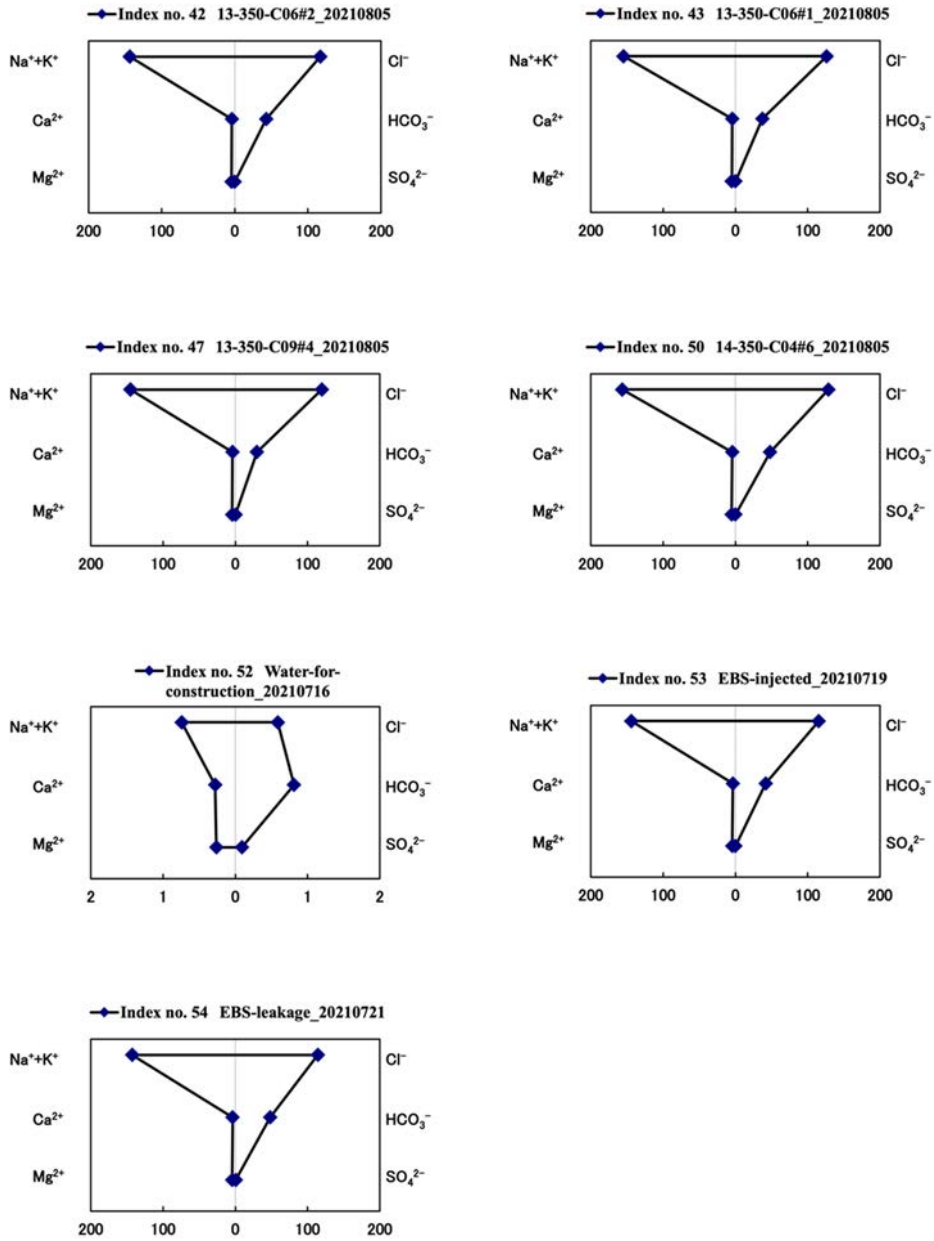 Index no. 42 13-350-C06#2_20210805
Na⁺+K⁺ Cl⁻
Ca²⁺ HCO₃⁻
Mg²⁺ SO₄²⁻
200 100 0 100 200
Index no. 43 13-350-C06#1_20210805
Na⁺+K⁺ Cl⁻
Ca²⁺ HCO₃⁻
Mg²⁺ SO₄²⁻
200 100 0 100 200
Index no. 47 13-350-C09#4_20210805
Na⁺+K⁺ Cl⁻
Ca²⁺ HCO₃⁻
Mg²⁺ SO₄²⁻
200 100 0 100 200
Index no. 50 14-350-C04#6_20210805
Na⁺+K⁺ Cl⁻
Ca²⁺ HCO₃⁻
Mg²⁺ SO₄²⁻
200 100 0 100 200
Index no. 52 Water-for-
construction_20210716
Na⁺+K⁺ Cl⁻
Ca²⁺ HCO₃⁻
Mg²⁺ SO₄²⁻
2 1 0 1 2
Index no. 53 EBS-injected_20210719
Na⁺+K⁺ Cl⁻
Ca²⁺ HCO₃⁻
Mg²⁺ SO₄²⁻
200 100 0 100 200
Index no. 54 EBS-leakage_20210721
Na⁺+K⁺ Cl⁻
Ca²⁺ HCO₃⁻
Mg²⁺ SO₄²⁻
200 100 0 100 200